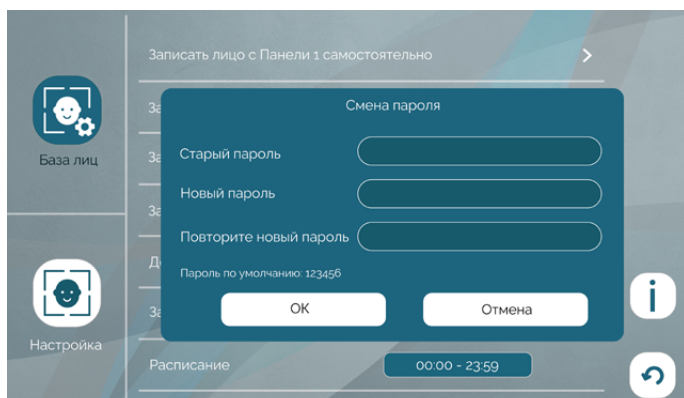 Записать лицо с Панели 1 самостоятельно
База лиц
Смена пароля
Старый пароль
Новый пароль
Повторите новый пароль
Пароль по умолчанию: 123456
ОК
Отмена
Настройка
Расписание
00:00 - 23:59